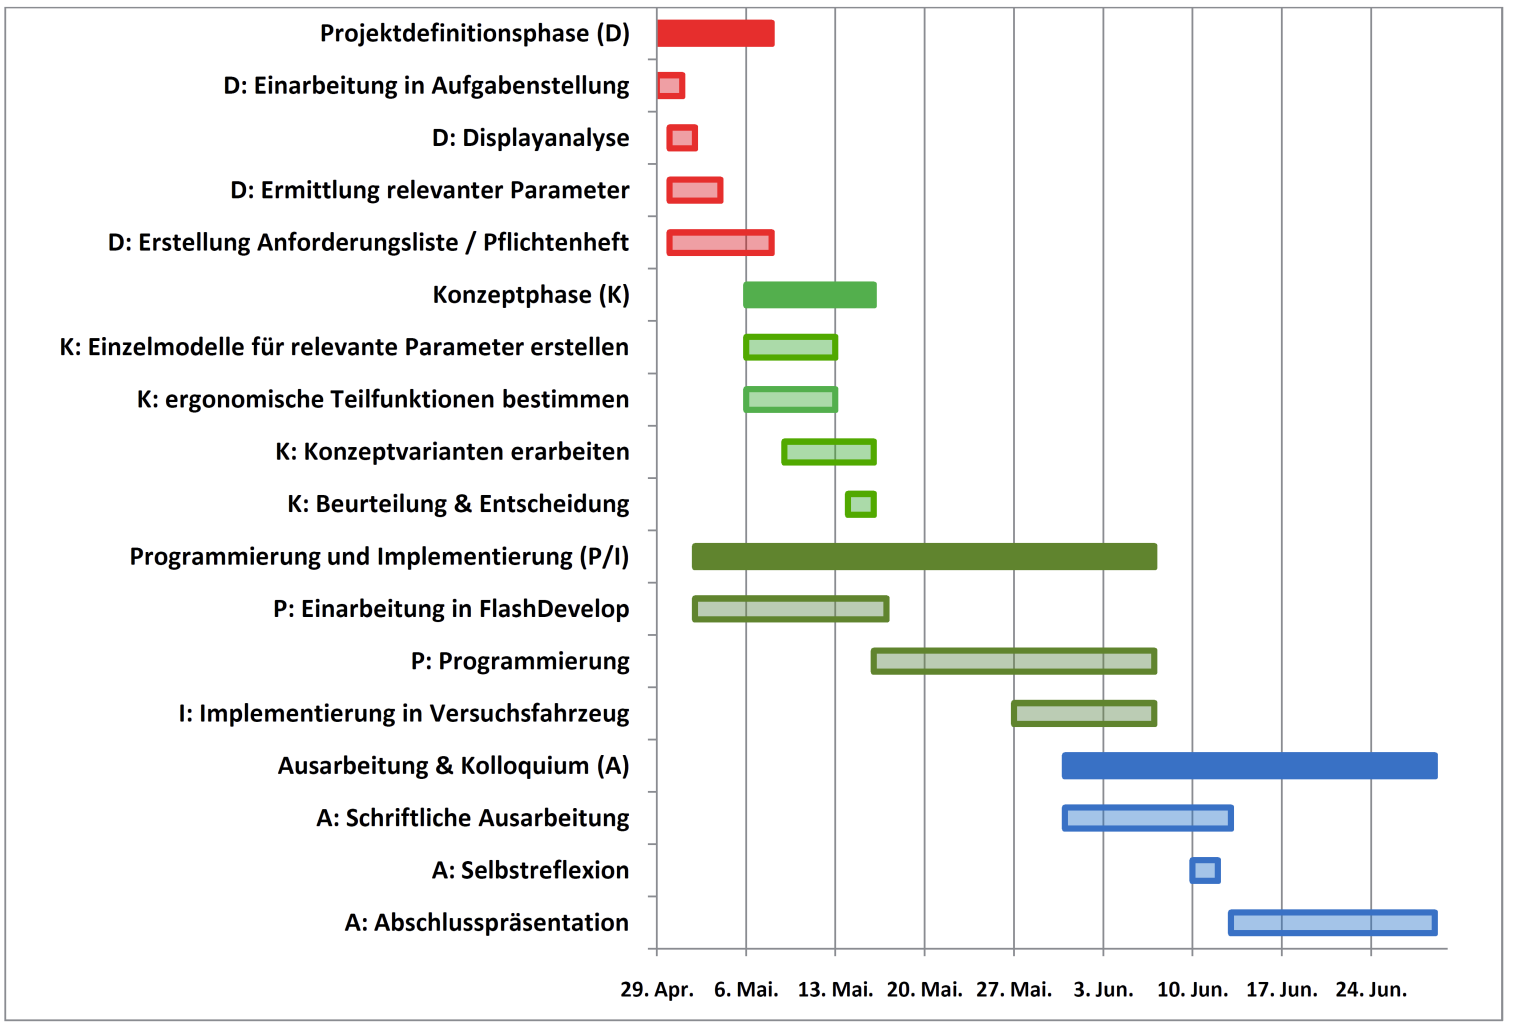 Projektdefinitionsphase (D)
D: Einarbeitung in Aufgabenstellung
D: Displayanalyse
D: Ermittlung relevanter Parameter
D: Erstellung Anforderungsliste / Pflichtenheft
Konzeptphase (K)
K: Einzelmodelle für relevante Parameter erstellen
K: ergonomische Teilfunktionen bestimmen
K: Konzeptvarianten erarbeiten
K: Beurteilung & Entscheidung
Programmierung und Implementierung (P/I)
P: Einarbeitung in FlashDevelop
P: Programmierung
I: Implementierung in Versuchsfahrzeug
Ausarbeitung & Kolloquium (A)
A: Schriftliche Ausarbeitung
A: Selbstreflexion
A: Abschlusspräsentation
29. Apr. 6. Mai. 13. Mai. 20. Mai. 27. Mai. 3. Jun. 10. Jun. 17. Jun. 24. Jun.